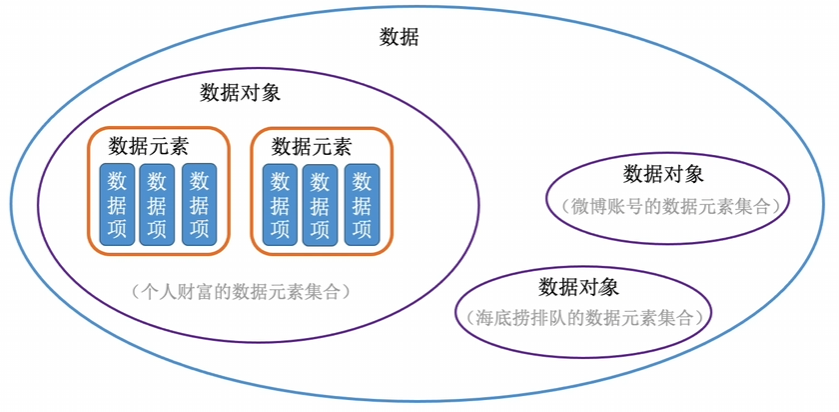 数据
数据对象
数据元素
数据项
数据项
数据项
数据元素
数据项
数据项
数据项
（个人财富的数据元素集合）
数据对象
（微博账号的数据元素集合）
数据对象
（海底捞排队的数据元素集合）